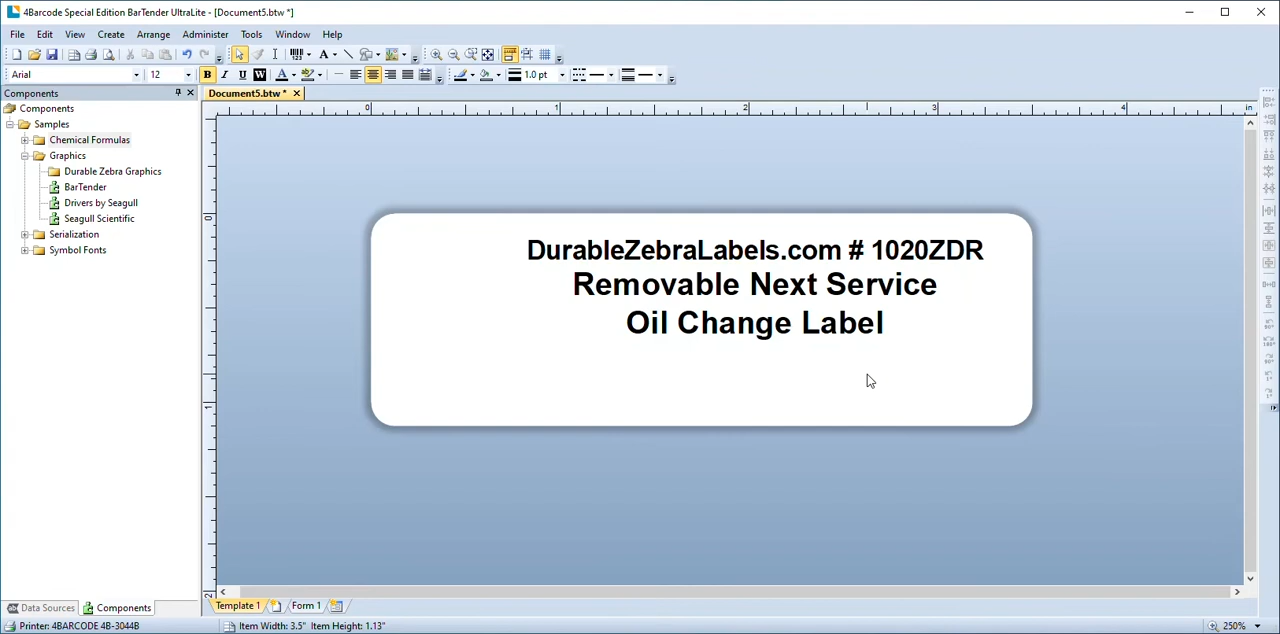 4Barcode Special Edition BarTender UltraLite - [Document5.btw *]
File Edit View Create Arrange Administer Tools Window Help
Arial 12 B I U W A 1.0 pt
Components
Document5.btw *
Components
Samples
Chemical Formulas
Graphics
Durable Zebra Graphics
BarTender
Drivers by Seagull
Seagull Scientific
Serialization
Symbol Fonts
0 1 2 3 4 in
0
1
2
DurableZebraLabels.com # 1020ZDR
Removable Next Service
Oil Change Label
Data Sources Components
Template 1 Form 1
Printer: 4BARCODE 4B-3044B Item Width: 3.5" Item Height: 1.13" 250%